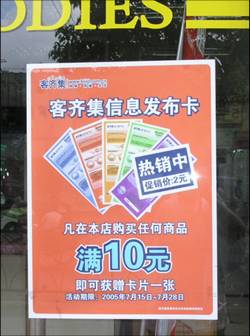 ODIES
客齐集
客齐集信息发布卡
热销中
促销价:2元
凡在本店购买任何商品
满10元
即可获赠卡片一张
活动期限：2005年7月15日-7月28日